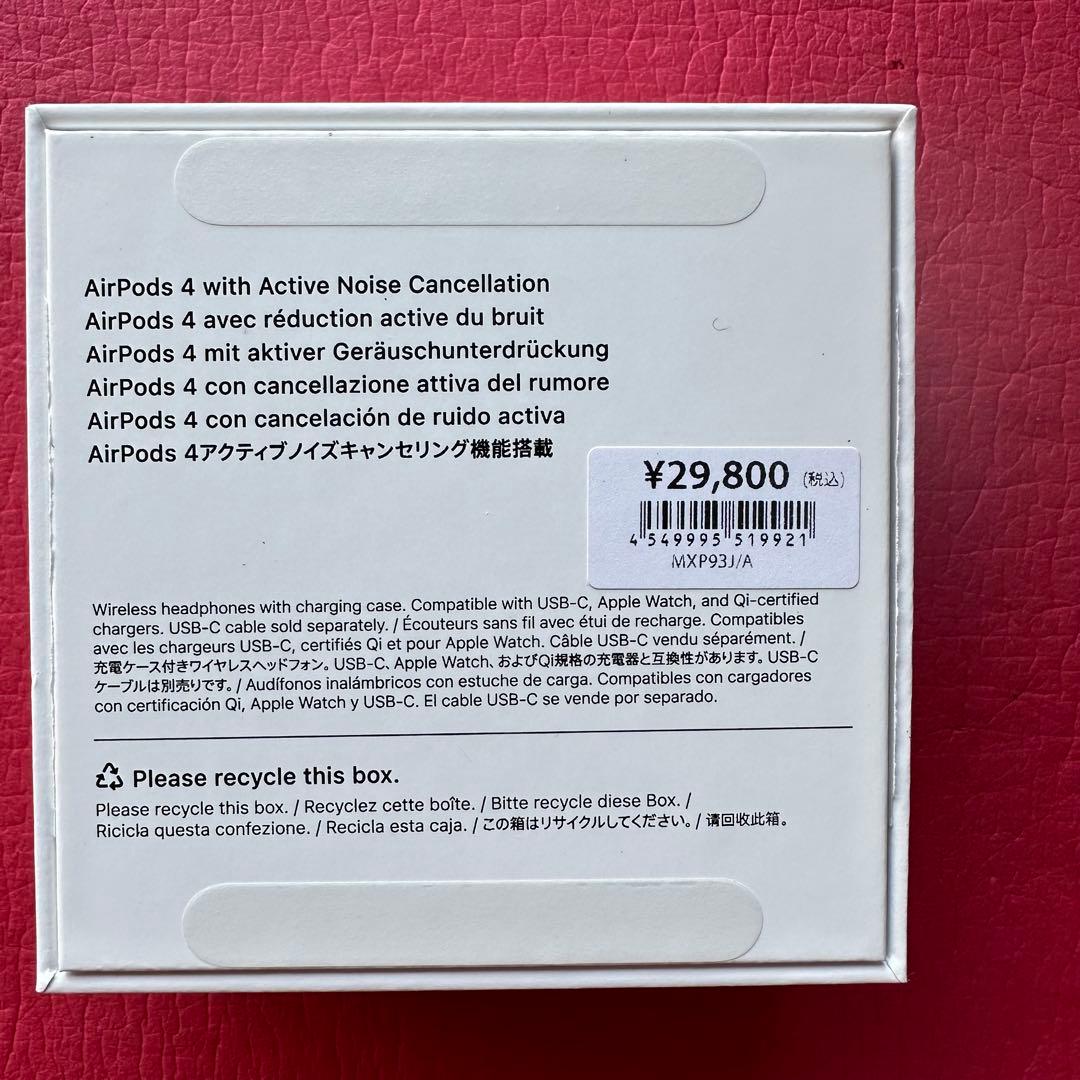 AirPods 4 with Active Noise Cancellation
AirPods 4 avec réduction active du bruit
AirPods 4 mit aktiver Geräuschunterdrückung
AirPods 4 con cancellazione attiva del rumore
AirPods 4 con cancelación de ruido activa
AirPods 4アクティブノイズキャンセリング機能搭載
¥29,800 (税込)
4 549995 519921
MXP93J/A
Wireless headphones with charging case. Compatible with USB-C, Apple Watch, and Qi-certified
chargers. USB-C cable sold separately. / Écouteurs sans fil avec étui de recharge. Compatibles
avec les chargeurs USB-C, certifiés Qi et pour Apple Watch. Câble USB-C vendu séparément. /
充電ケース付きワイヤレスヘッドフォン。USB-C、Apple Watch、およびQi規格の充電器と互換性があります。USB-C
ケーブルは別売りです。/ Audífonos inalámbricos con estuche de carga. Compatibles con cargadores
con certificación Qi, Apple Watch y USB-C. El cable USB-C se vende por separado.
Please recycle this box.
Please recycle this box. / Recyclez cette boîte. / Bitte recycle diese Box. /
Ricicla questa confezione. / Recicla esta caja. / この箱はリサイクルしてください。/ 请回收此箱。